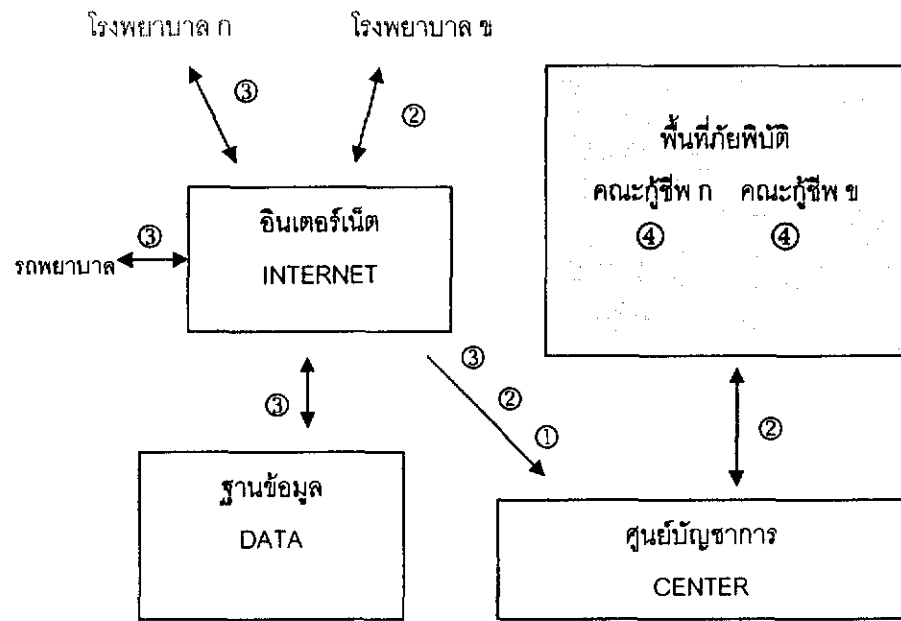 โรงพยาบาล ก
โรงพยาบาล ข
③
②
พื้นที่ภัยพิบัติ
คณะกู้ชีพ ก คณะกู้ชีพ ข
④ ④
อินเตอร์เน็ต
INTERNET
③
รถพยาบาล
③
③
②
①
②
ฐานข้อมูล
DATA
ศูนย์บัญชาการ
CENTER